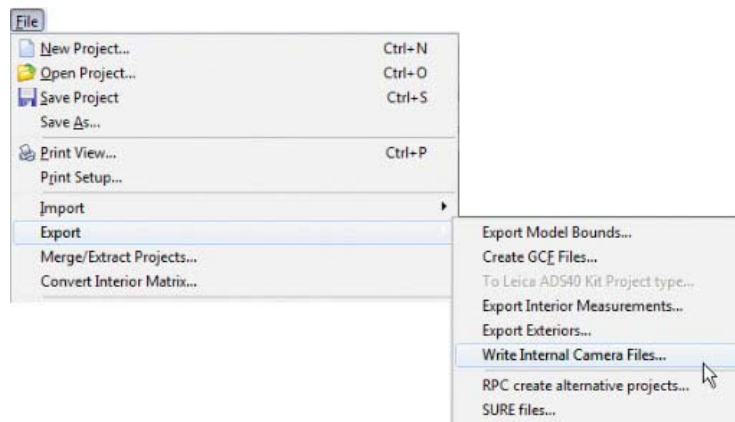 File
New Project... Ctrl+N
Open Project... Ctrl+O
Save Project Ctrl+S
Save As...
Print View... Ctrl+P
Print Setup...
Import
Export
Merge/Extract Projects...
Convert Interior Matrix...
Export Model Bounds...
Create GCF Files...
To Leica ADS40 Kit Project type...
Export Interior Measurements...
Export Exteriors...
Write Internal Camera Files...
RPC create alternative projects...
SURE files...